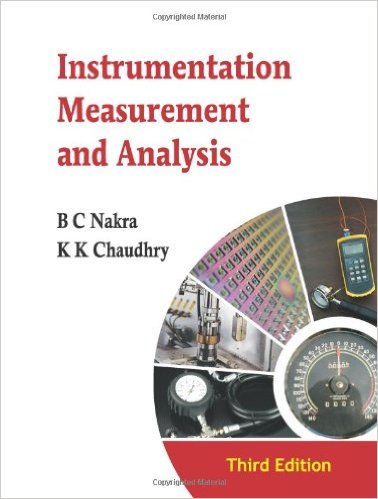 Copyrighted Material
Instrumentation
Measurement
and Analysis
B C Nakra
K K Chaudhry
Third Edition
Copyrighted Material